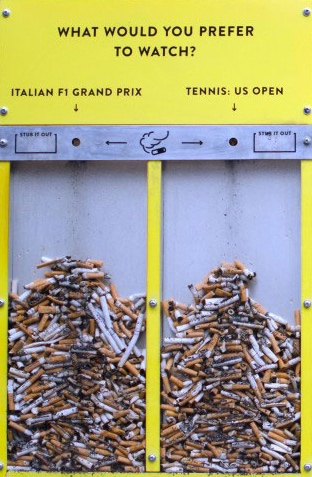 WHAT WOULD YOU PREFER
TO WATCH?
ITALIAN F1 GRAND PRIX
TENNIS: US OPEN
STUB IT OUT
STUB IT OUT